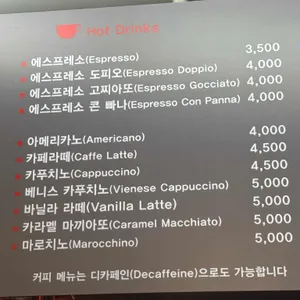 Hot Drinks
에스프레소(Espresso) 3,500
에스프레소 도피오(Espresso Doppio) 4,000
에스프레소 고찌아또(Espresso Gocciato) 4,000
에스프레소 콘 빠나(Espresso Con Panna) 4,000
아메리카노(Americano) 4,000
카페라떼(Caffe Latte) 4,500
카푸치노(Cappuccino) 4,500
베니스 카푸치노(Vienese Cappuccino) 5,000
바닐라 라떼(Vanilla Latte) 5,000
카라멜 마끼아또(Caramel Macchiato) 5,000
마로치노(Marocchino) 5,000
커피 메뉴는 디카페인(Decaffeine)으로도 가능합니다